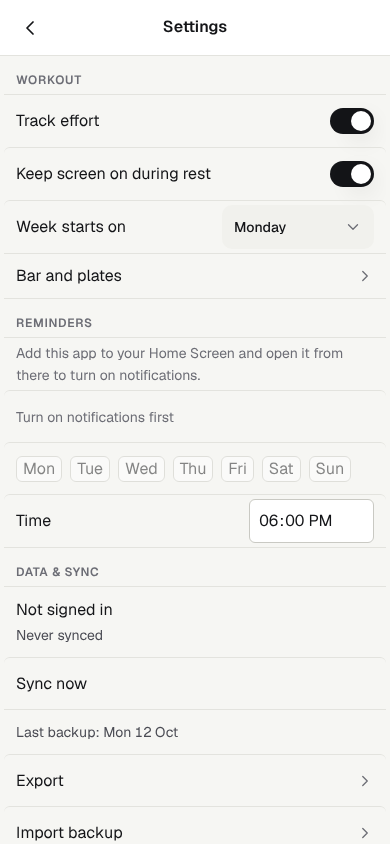 Settings
WORKOUT
Track effort
Keep screen on during rest
Week starts on
Monday
Bar and plates
REMINDERS
Add this app to your Home Screen and open it from
there to turn on notifications.
Turn on notifications first
Mon Tue Wed Thu Fri Sat Sun
Time
06:00 PM
DATA & SYNC
Not signed in
Never synced
Sync now
Last backup: Mon 12 Oct
Export
Import backup